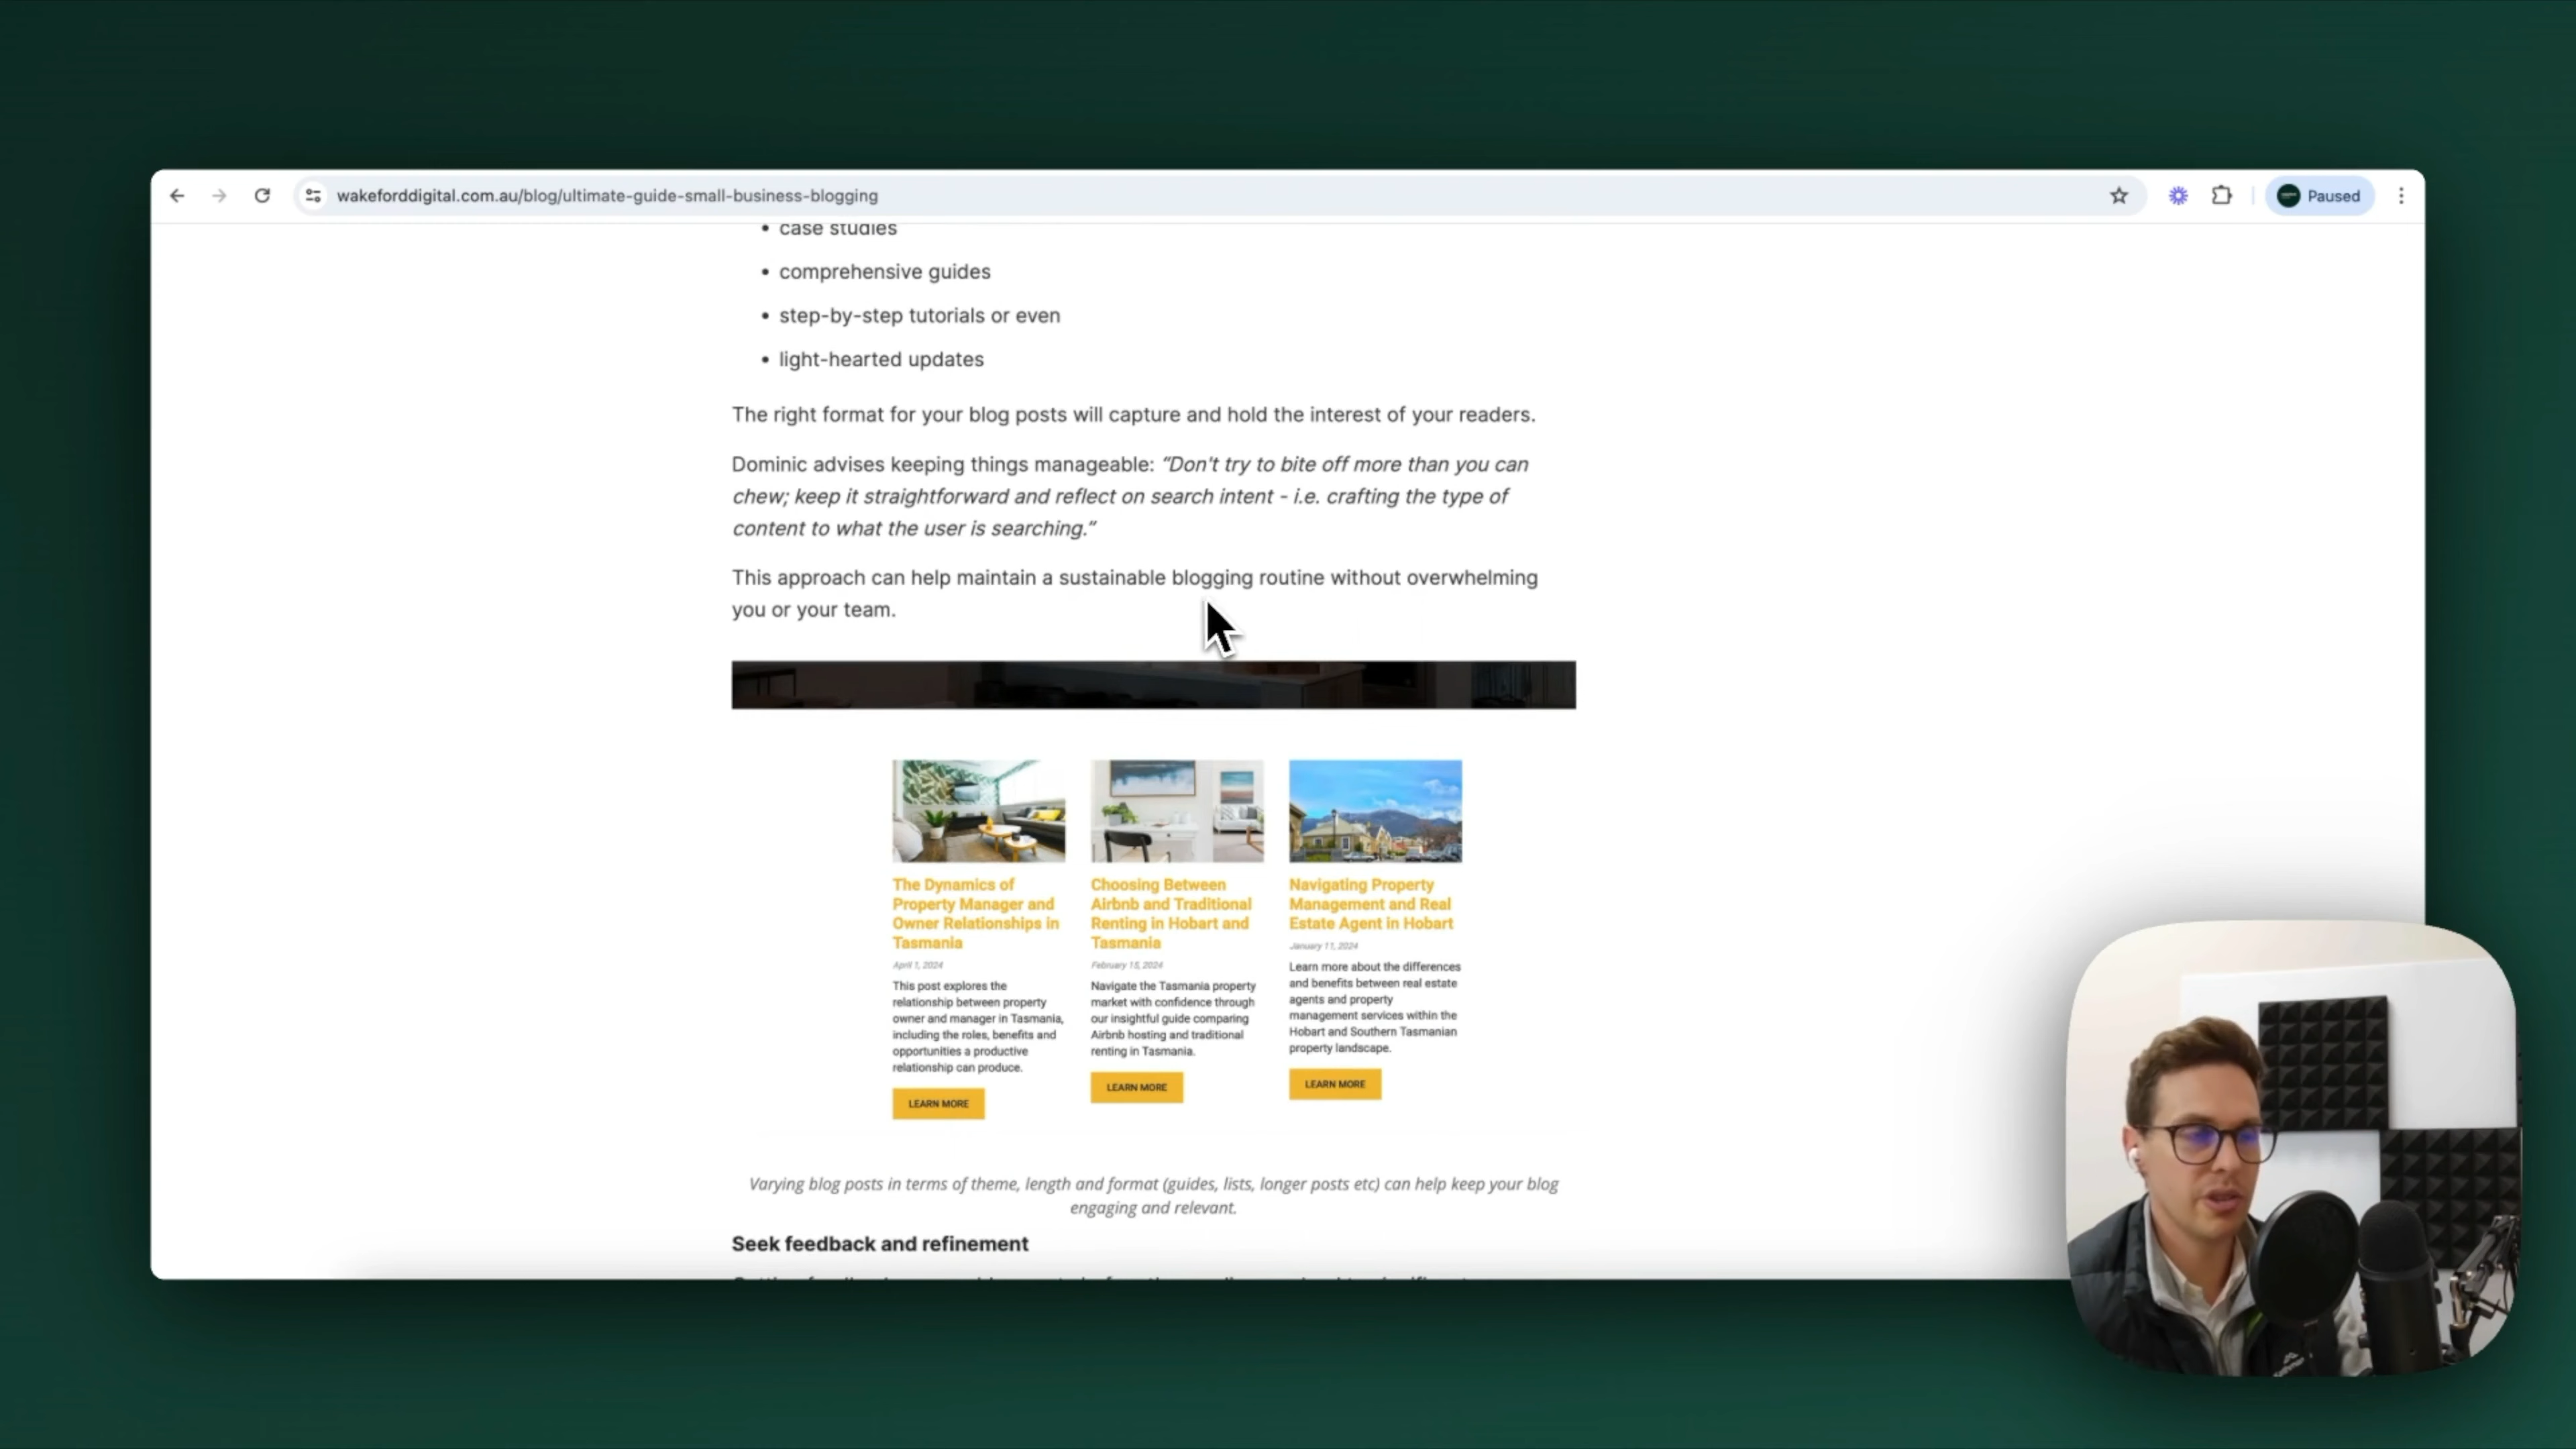 wakeforddigital.com.au/blog/ultimate-guide-small-business-blogging
Paused
• case studies
• comprehensive guides
• step-by-step tutorials or even
• light-hearted updates
The right format for your blog posts will capture and hold the interest of your readers.
Dominic advises keeping things manageable: “Don't try to bite off more than you can
chew; keep it straightforward and reflect on search intent - i.e. crafting the type of
content to what the user is searching.”
This approach can help maintain a sustainable blogging routine without overwhelming
you or your team.
The Dynamics of
Property Manager and
Owner Relationships in
Tasmania
April 1, 2024
This post explores the
relationship between property
owner and manager in Tasmania,
including the roles, benefits and
opportunities a productive
relationship can produce.
LEARN MORE
Choosing Between
Airbnb and Traditional
Renting in Hobart and
Tasmania
February 15, 2024
Navigate the Tasmania property
market with confidence through
our insightful guide comparing
Airbnb hosting and traditional
renting in Tasmania.
LEARN MORE
Navigating Property
Management and Real
Estate Agent in Hobart
January 11, 2024
Learn more about the differences
and benefits between real estate
agents and property
management services within the
Hobart and Southern Tasmanian
property landscape.
LEARN MORE
Varying blog posts in terms of theme, length and format (guides, lists, longer posts etc) can help keep your blog
engaging and relevant.
Seek feedback and refinement